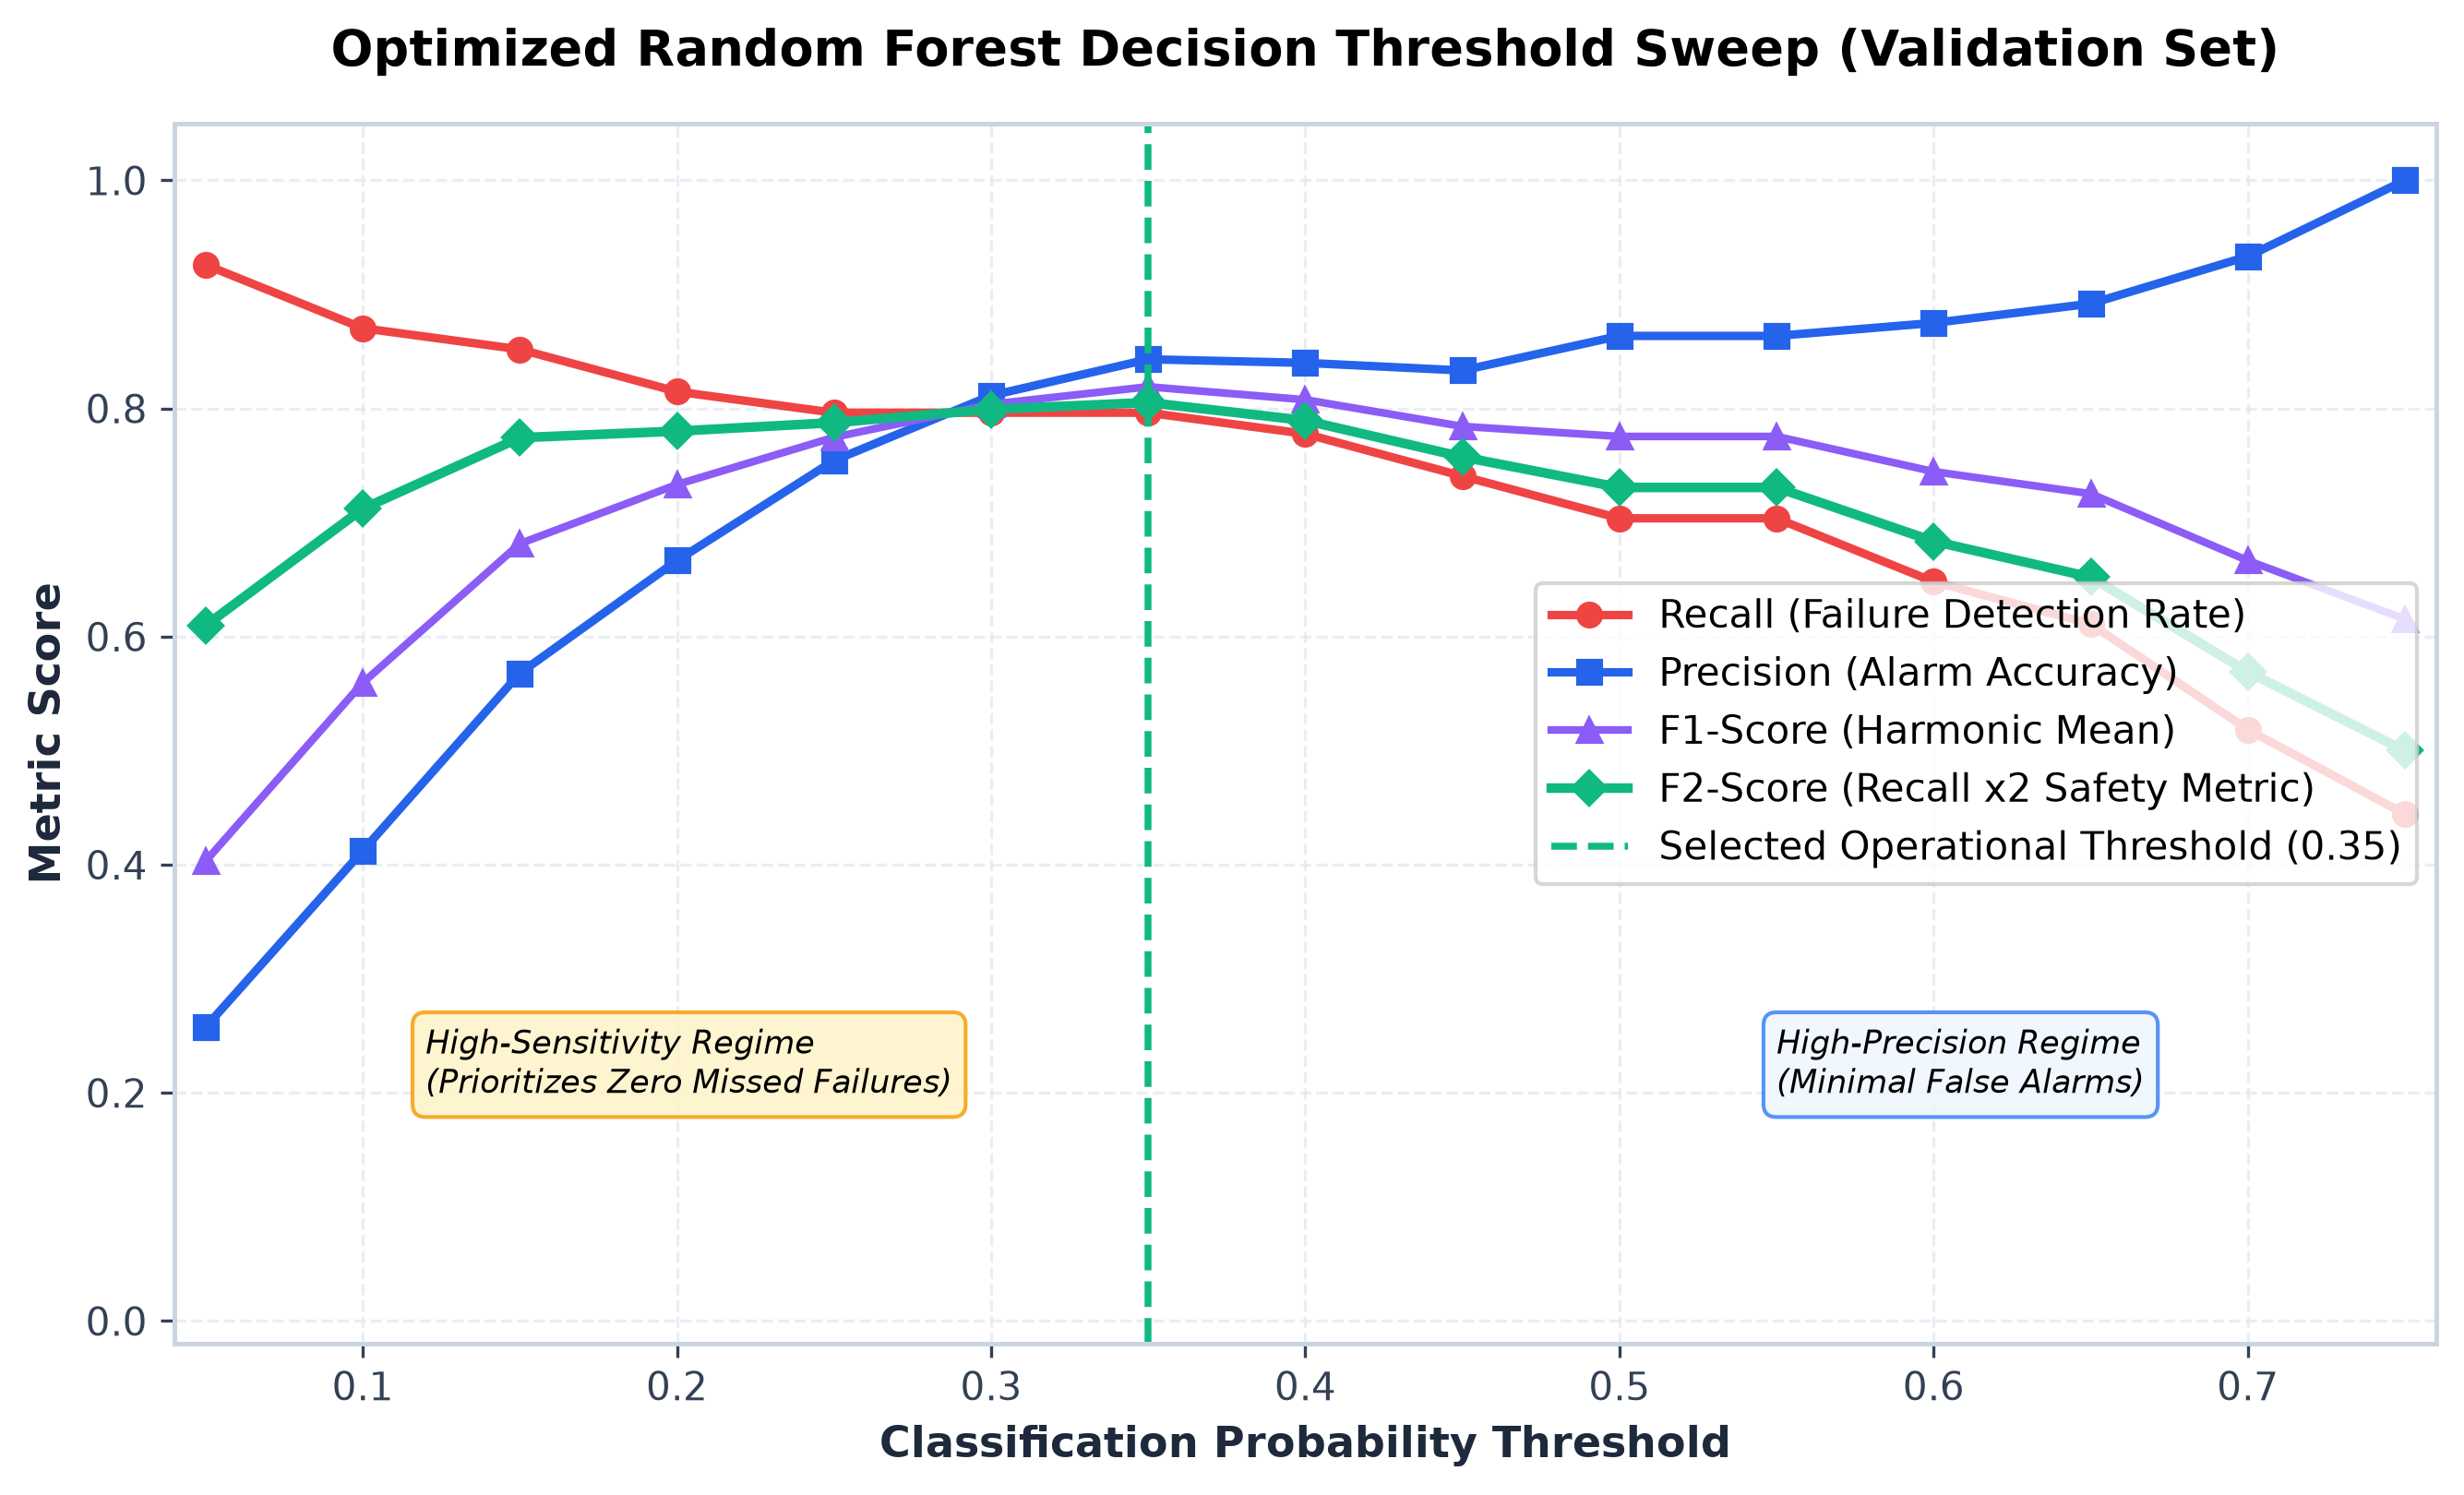 Optimized Random Forest Decision Threshold Sweep (Validation Set)
Metric Score
1.0
0.8
0.6
0.4
0.2
0.0
Recall (Failure Detection Rate)
Precision (Alarm Accuracy)
F1-Score (Harmonic Mean)
F2-Score (Recall x2 Safety Metric)
Selected Operational Threshold (0.35)
High-Sensitivity Regime
(Prioritizes Zero Missed Failures)
High-Precision Regime
(Minimal False Alarms)
0.1 0.2 0.3 0.4 0.5 0.6 0.7
Classification Probability Threshold